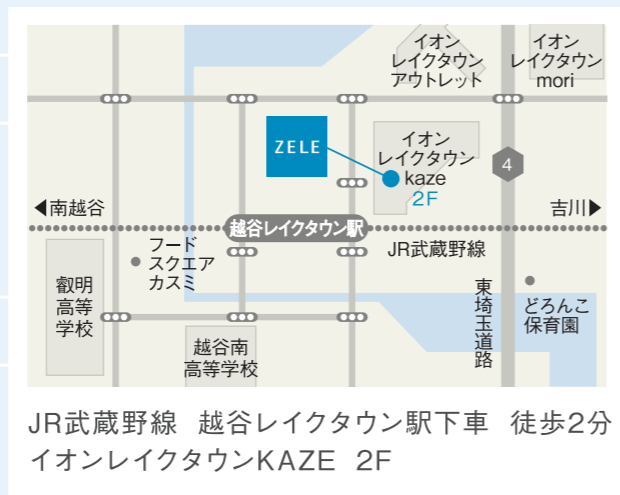 イオン
レイクタウン
アウトレット
イオン
レイクタウン
mori
ZELE
イオン
レイクタウン
kaze
2F
4
◀南越谷
吉川▶
越谷レイクタウン駅
JR武蔵野線
フード
スクエア
カスミ
叡明
高等
学校
越谷南
高等学校
東埼玉道路
どろんこ
保育園
JR武蔵野線 越谷レイクタウン駅下車 徒歩2分
イオンレイクタウンKAZE 2F